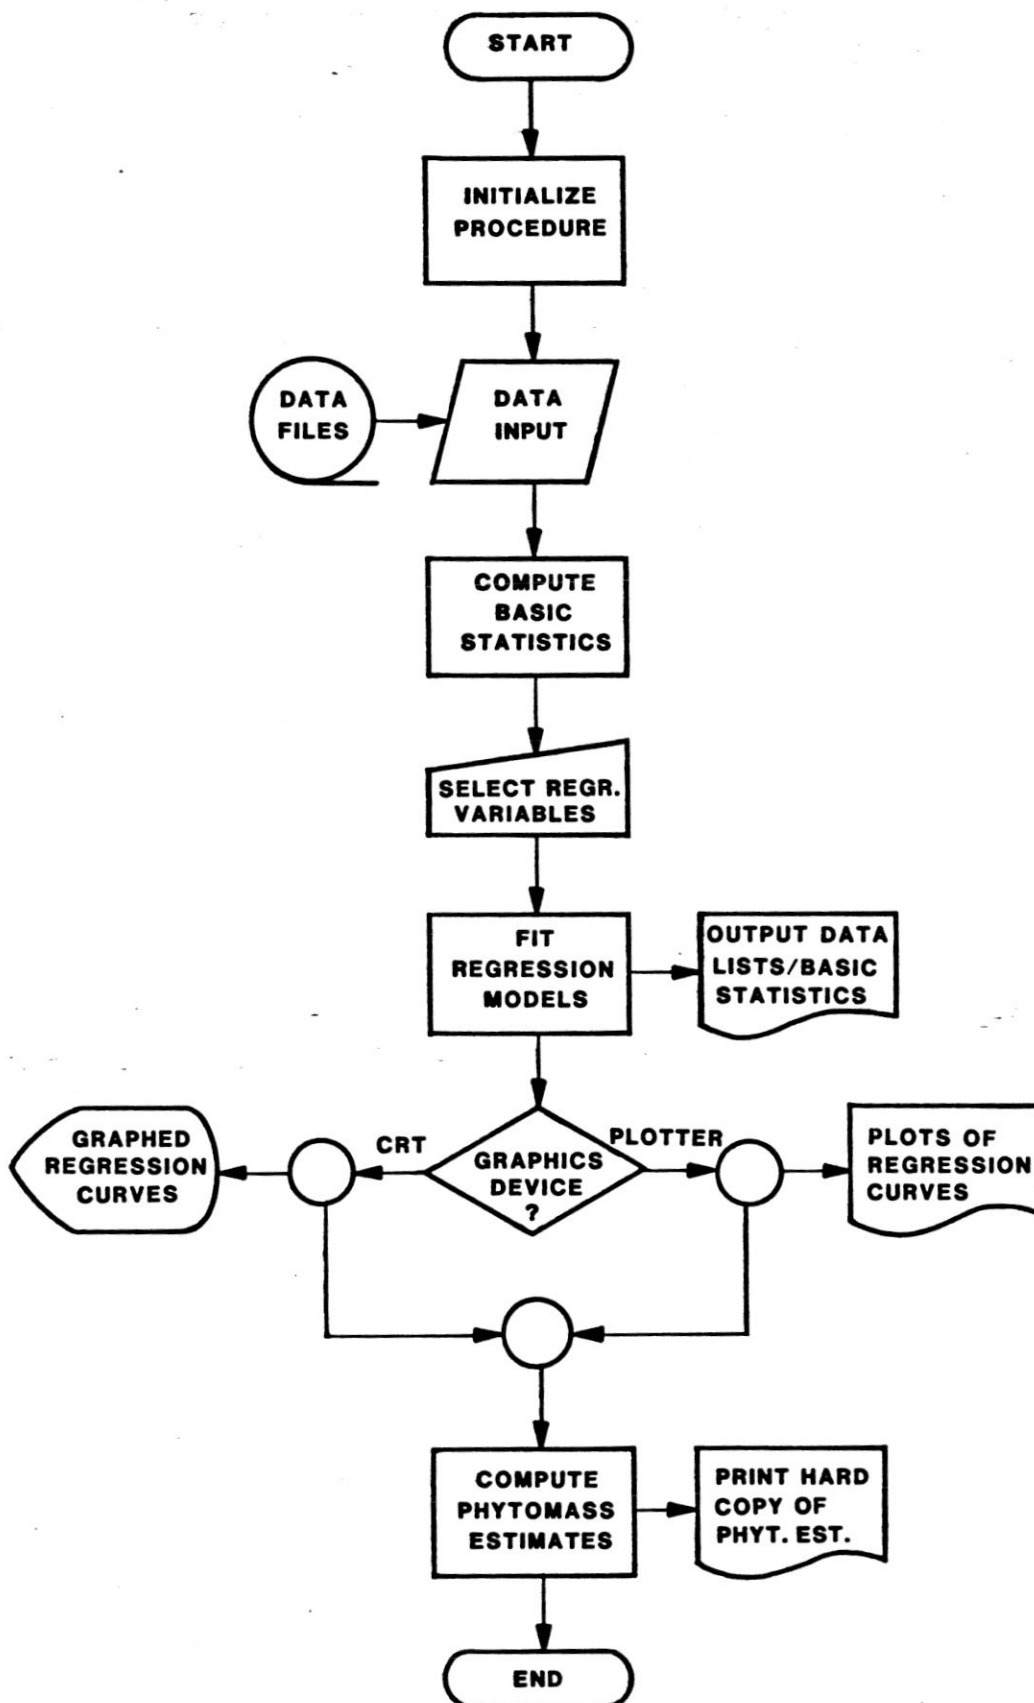 START
INITIALIZE
PROCEDURE
DATA
FILES
DATA
INPUT
COMPUTE
BASIC
STATISTICS
SELECT REGR.
VARIABLES
FIT
REGRESSION
MODELS
OUTPUT DATA
LISTS/BASIC
STATISTICS
GRAPHED
REGRESSION
CURVES
CRT
GRAPHICS
DEVICE
?
PLOTTER
PLOTS OF
REGRESSION
CURVES
COMPUTE
PHYTOMASS
ESTIMATES
PRINT HARD
COPY OF
PHYT. EST.
END